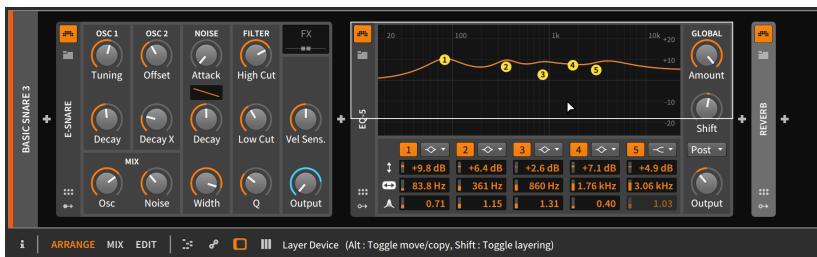 BASIC SNARE 3
E-SNARE
OSC 1 OSC 2 NOISE FILTER FX
Tuning Offset Attack High Cut
Decay Decay X Decay Low Cut Vel Sens.
MIX
Osc Noise Width Q Output
EQ-5
20 100 1k 10k +20
+10
-10
-20
1 2 3 4 5
GLOBAL
Amount
Shift
1 2 3 4 5 Post
+9.8 dB +6.4 dB +2.6 dB +7.1 dB +4.9 dB
83.8 Hz 361 Hz 860 Hz 1.76 kHz 3.06 kHz
0.71 1.15 1.31 0.40 1.03
Output
REVERB
i ARRANGE MIX EDIT Layer Device (Alt : Toggle move/copy, Shift : Toggle layering)